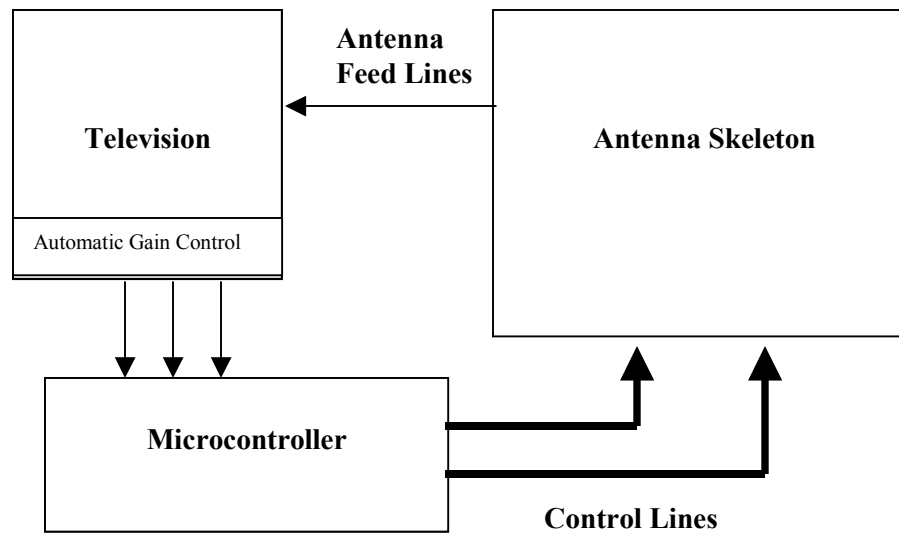 Antenna
Feed Lines
Television
Antenna Skeleton
Automatic Gain Control
Microcontroller
Control Lines